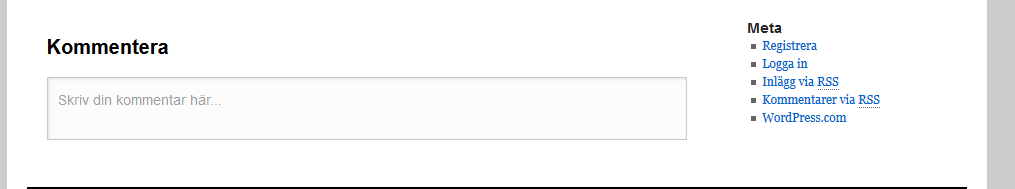 Kommentera
Skriv din kommentar här...
Meta
Registrera
Logga in
Inlägg via RSS
Kommentarer via RSS
WordPress.com